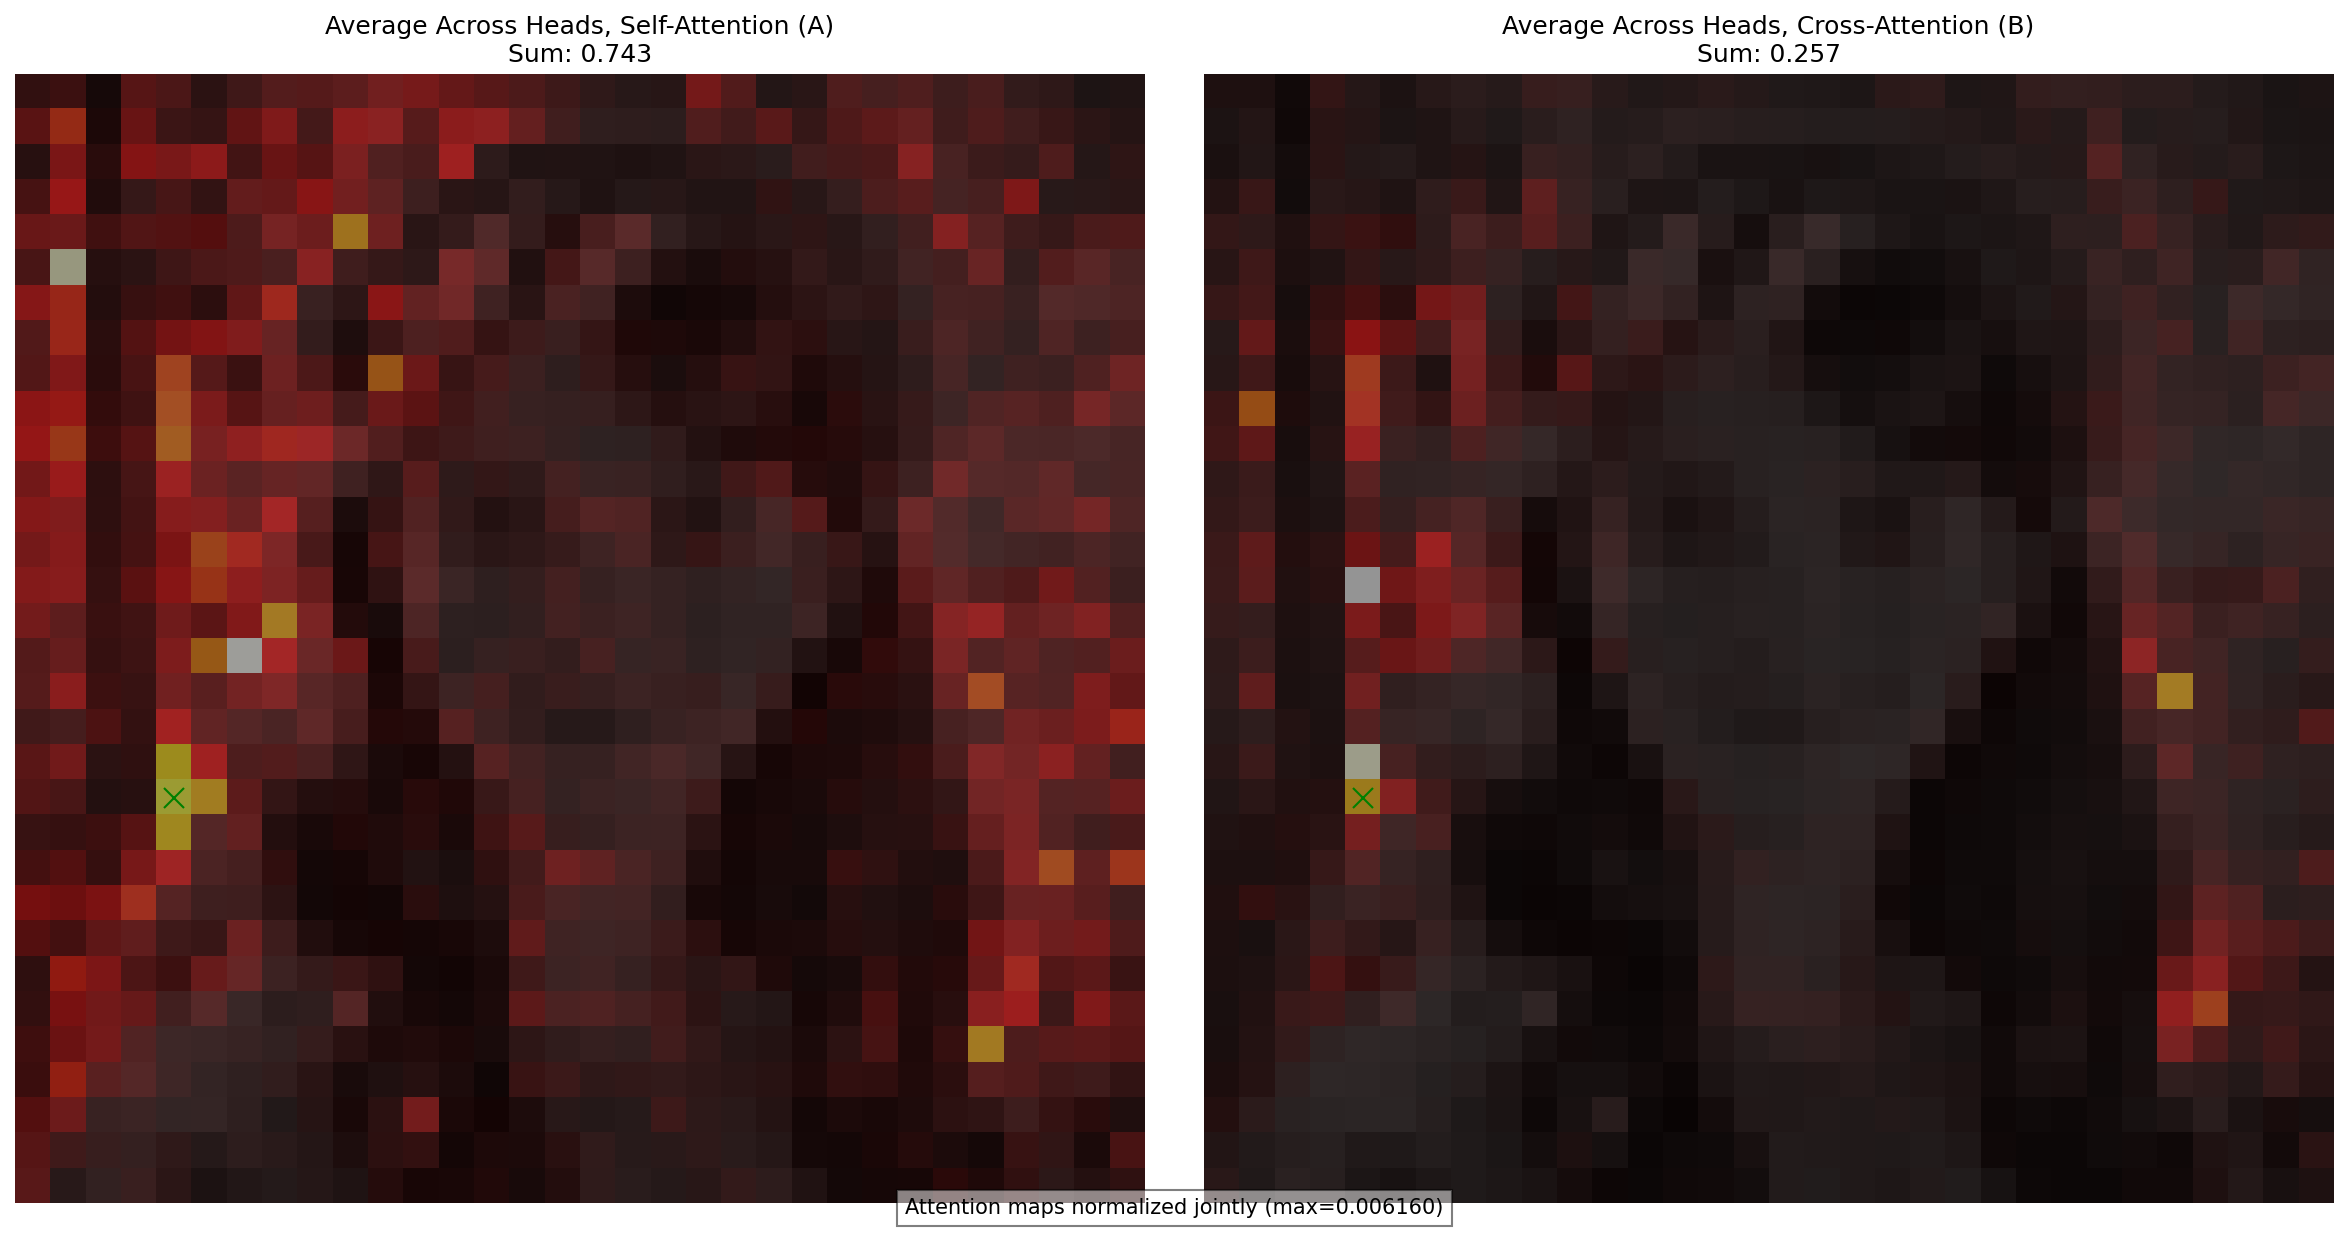 Average Across Heads, Self-Attention (A)
Sum: 0.743
Average Across Heads, Cross-Attention (B)
Sum: 0.257
Attention maps normalized jointly (max=0.006160)